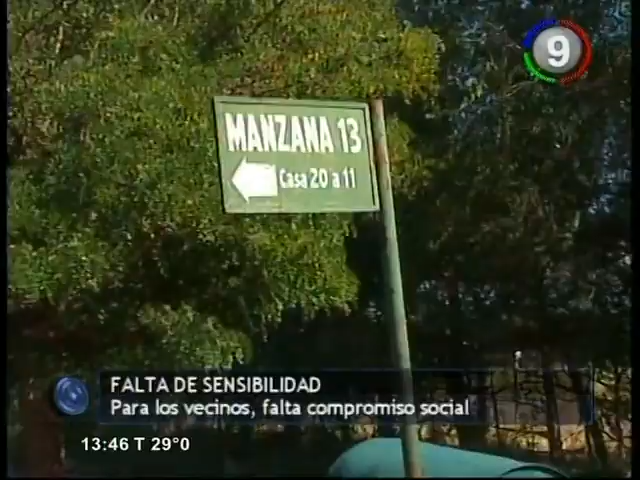 9
MANZANA 13
Casa 20 a 11
FALTA DE SENSIBILIDAD
Para los vecinos, falta compromiso social
13:46 T 29°0